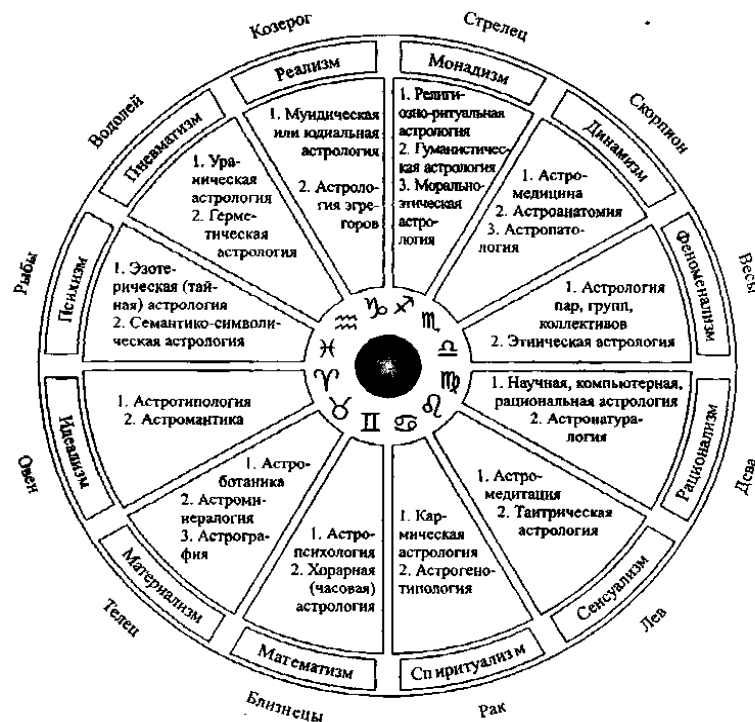 Козерог
Реализм
1. Мундическая
или юдиальная
астрология
2. Астроло-
гия эгре-
горов
Стрелец
Монадизм
1. Религи-
озно-ритуальная
астрология
2. Гуманистичес-
кая астрология
3. Морально-
этическая
астро-
логия
Скорпион
Динамизм
1. Астро-
медицина
2. Астроанатомия
3. Астропато-
логия
Весы
Феноменализм
1. Астрология
пар, групп,
коллективов
2. Этническая астрология
Дева
Рационализм
1. Научная, компьютерная,
рациональная астрология
2. Астронатура-
логия
Лев
Сенсуализм
1. Астро-
медитация
2. Тантрическая
астрология
Рак
Спиритуализм
1. Кар-
мическая
астрология
2. Астрогено-
типология
Близнецы
Математизм
1. Астро-
психология
2. Хорарная
(часовая)
астрология
Телец
Материализм
1. Астро-
ботаника
2. Астроми-
нералогия
3. Астрогра-
фия
Овен
Идеализм
1. Астротипология
2. Астромантика
Рыбы
Психизм
1. Эзоте-
рическая (тай-
ная) астрология
2. Семантико-символи-
ческая астрология
Водолей
Пневматизм
1. Ура-
ническая
астрология
2. Герме-
тическая
астрология
♑ ♐ ♏ ♎ ♍ ♌ ♋ ♊ ♉ ♈ ♓ ♒